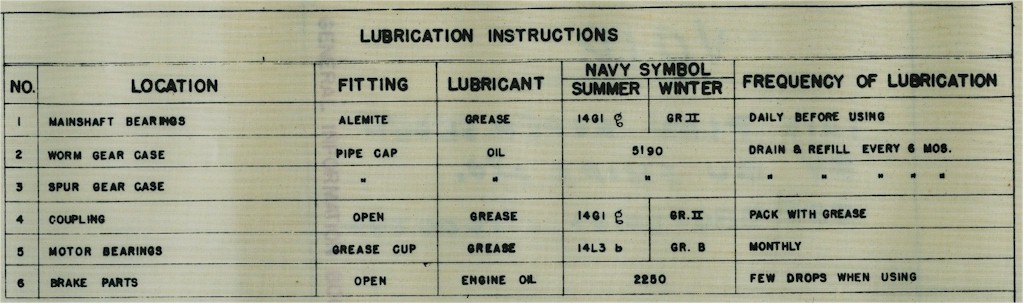 LUBRICATION INSTRUCTIONS
NO. LOCATION FITTING LUBRICANT NAVY SYMBOL SUMMER WINTER FREQUENCY OF LUBRICATION
1 MAINSHAFT BEARINGS ALEMITE GREASE 14G1 g GR II DAILY BEFORE USING
2 WORM GEAR CASE PIPE CAP OIL 5190 DRAIN & REFILL EVERY 6 MOS.
3 SPUR GEAR CASE " " " " " " " "
4 COUPLING OPEN GREASE 14G1 g GR. II PACK WITH GREASE
5 MOTOR BEARINGS GREASE CUP GREASE 14L3 b GR. B MONTHLY
6 BRAKE PARTS OPEN ENGINE OIL 2250 FEW DROPS WHEN USING